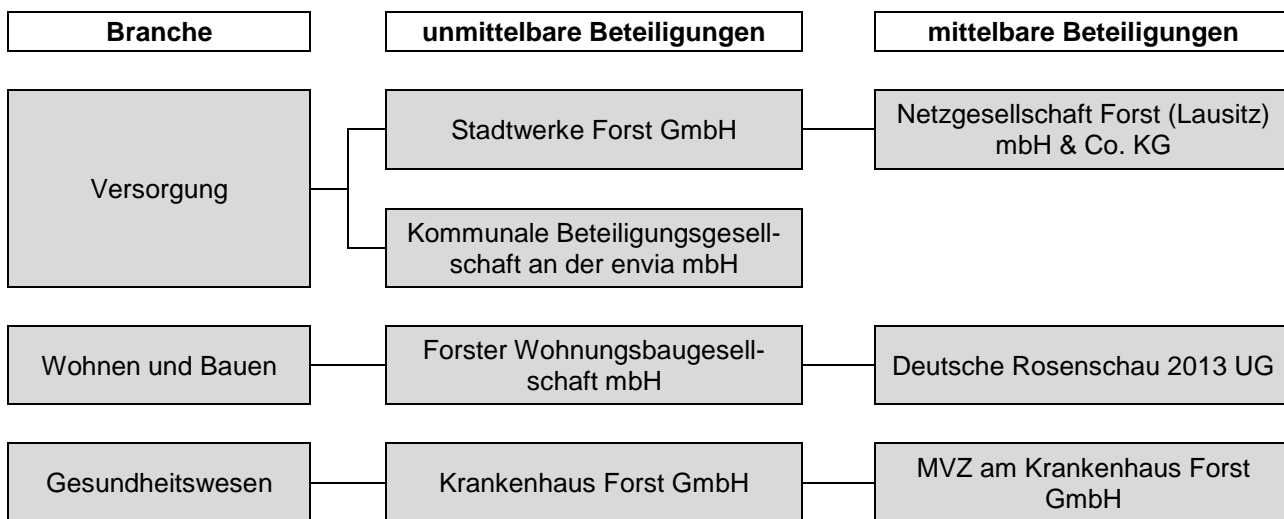 Branche
unmittelbare Beteiligungen
mittelbare Beteiligungen
Versorgung
Stadtwerke Forst GmbH
Netzgesellschaft Forst (Lausitz)
mbH & Co. KG
Kommunale Beteiligungsgesell-
schaft an der envia mbH
Wohnen und Bauen
Forster Wohnungsbaugesell-
schaft mbH
Deutsche Rosenschau 2013 UG
Gesundheitswesen
Krankenhaus Forst GmbH
MVZ am Krankenhaus Forst
GmbH